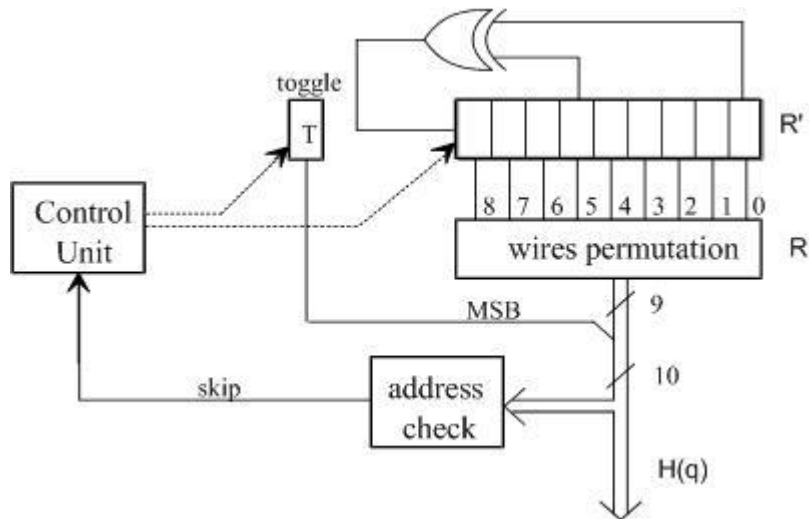 toggle
T
R'
Control
Unit
8 7 6 5 4 3 2 1 0
wires permutation
R
MSB
9
10
skip
address
check
H(q)